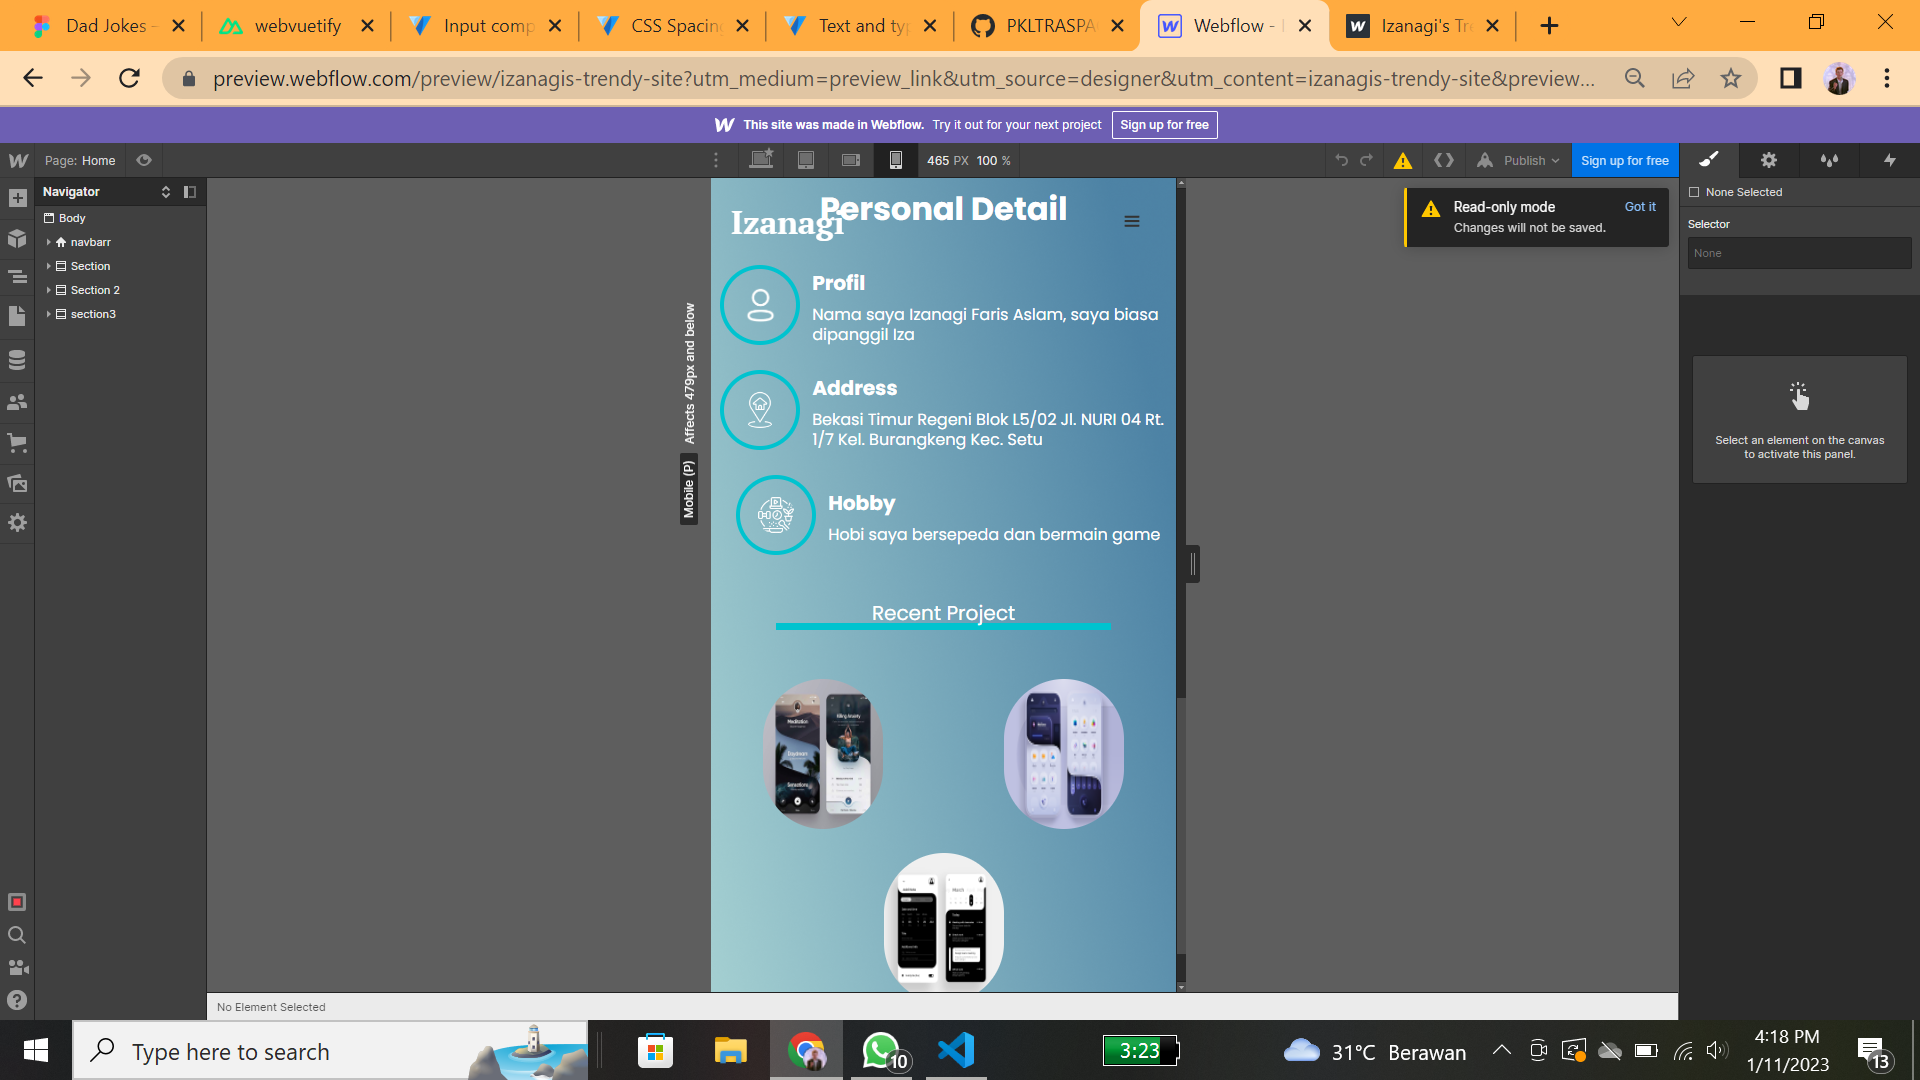 Dad Jokes -
webvuetify
Input comp
CSS Spacin
Text and ty
PKLTRASPA
Webflow -
Izanagi's Tre
preview.webflow.com/preview/izanagis-trendy-site?utm_medium=preview_link&utm_source=designer&utm_content=izanagis-trendy-site&preview...
This site was made in Webflow. Try it out for your next project
Sign up for free
Page: Home
465 PX 100 %
Publish
Sign up for free
Navigator
Body
navbarr
Section
Section 2
section3
Affects 479px and below
Mobile (P)
Personal Detail
Izanagi
Profil
Nama saya Izanagi Faris Aslam, saya biasa
dipanggil Iza
Address
Bekasi Timur Regeni Blok L5/02 Jl. NURI 04 Rt.
1/7 Kel. Burangkeng Kec. Setu
Hobby
Hobi saya bersepeda dan bermain game
Recent Project
Meditation
Read-only mode
Got it
Changes will not be saved.
None Selected
Selector
None
Select an element on the canvas
to activate this panel.
No Element Selected
Type here to search
10
3:23
31°C Berawan
4:18 PM
1/11/2023
13